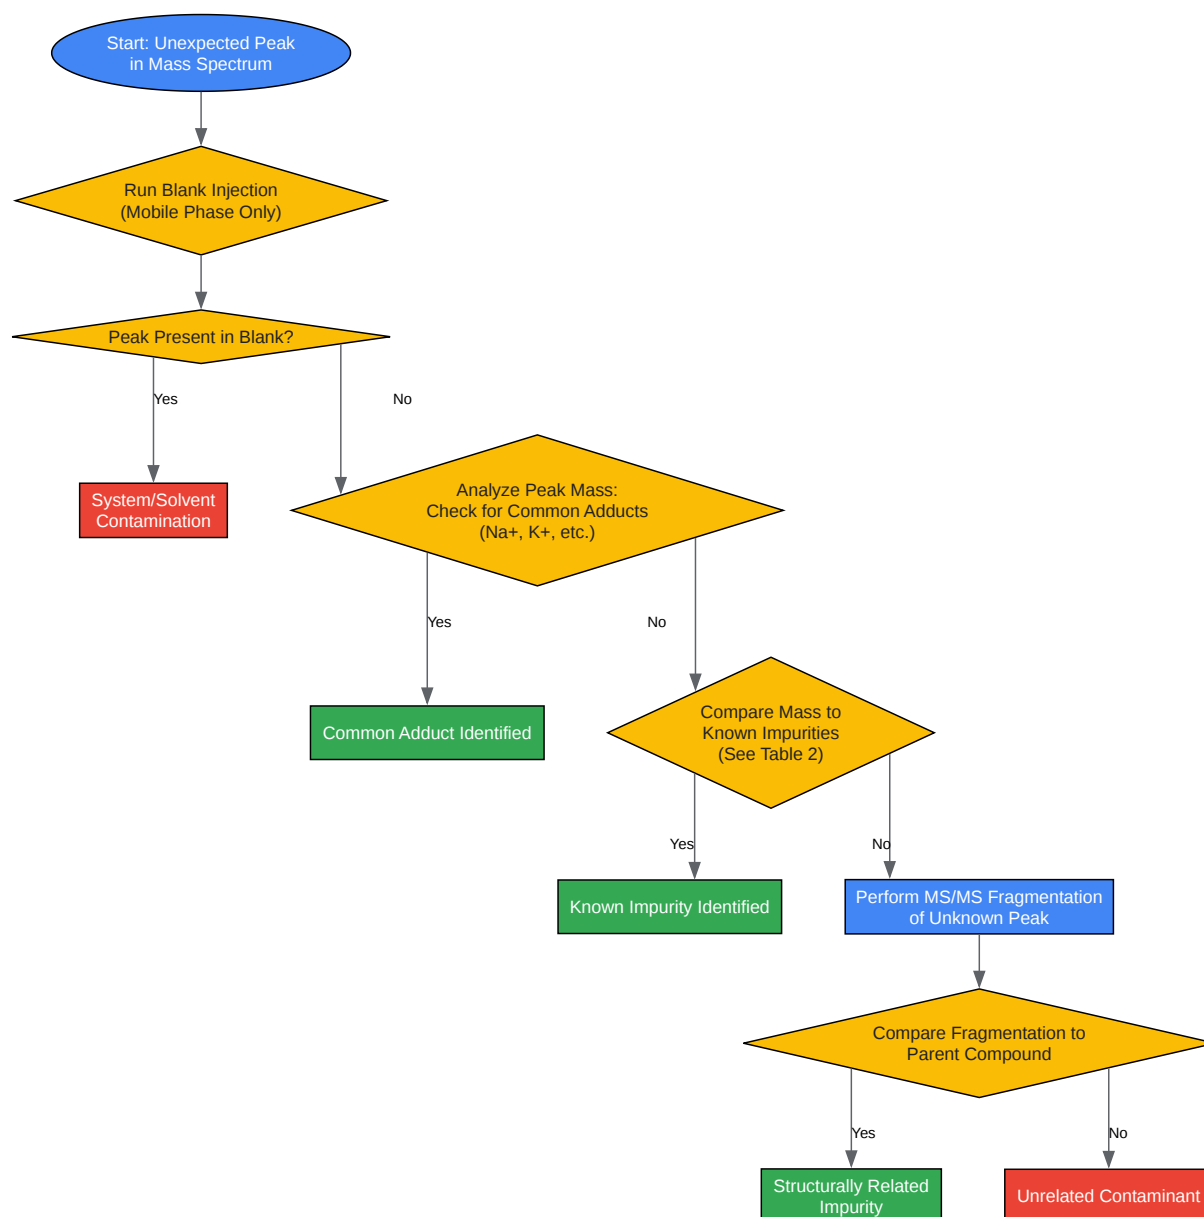 Start: Unexpected Peak
in Mass Spectrum
Run Blank Injection
(Mobile Phase Only)
Peak Present in Blank?
Yes
No
System/Solvent
Contamination
Analyze Peak Mass:
Check for Common Adducts
(Na+, K+, etc.)
Yes
No
Common Adduct Identified
Compare Mass to
Known Impurities
(See Table 2)
Yes
No
Known Impurity Identified
Perform MS/MS Fragmentation
of Unknown Peak
Compare Fragmentation to
Parent Compound
Yes
No
Structurally Related
Impurity
Unrelated Contaminant